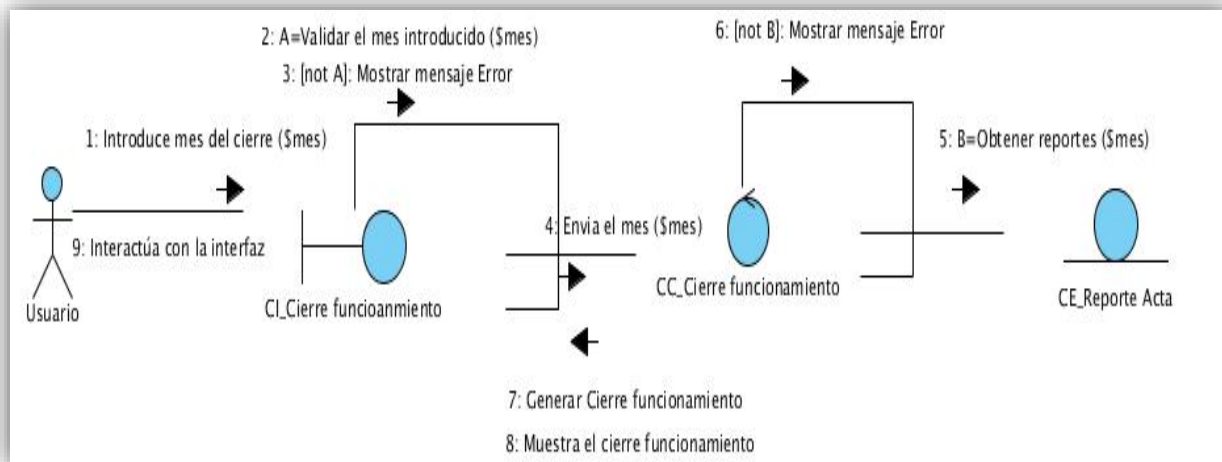 2: A=Validar el mes introducido ($mes)
3: [not A]: Mostrar mensaje Error
6: [not B]: Mostrar mensaje Error
1: Introduce mes del cierre ($mes)
5: B=Obtener reportes ($mes)
4: Envia el mes ($mes)
9: Interactúa con la interfaz
Usuario
CI_Cierre funcioanmiento
CC_Cierre funcionamiento
CE_Reporte Acta
7: Generar Cierre funcionamiento
8: Muestra el cierre funcionamiento